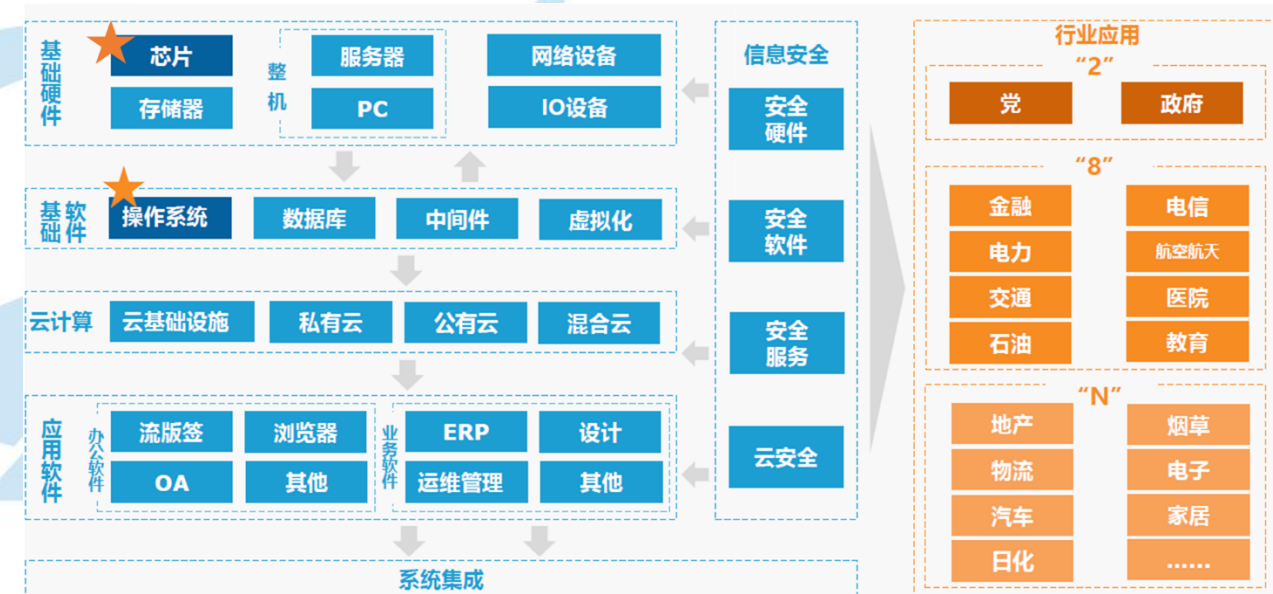 基础硬件
芯片
存储器
整机
服务器
PC
网络设备
IO设备
基础软件
操作系统
数据库
中间件
虚拟化
云计算
云基础设施
私有云
公有云
混合云
应用软件
办公软件
流版签
浏览器
OA
其他
业务软件
ERP
设计
运维管理
其他
系统集成
信息安全
安全
硬件
安全
软件
安全
服务
云安全
行业应用
“2”
党
政府
“8”
金融
电信
电力
航空航天
交通
医院
石油
教育
“N”
地产
烟草
物流
电子
汽车
家居
日化
......